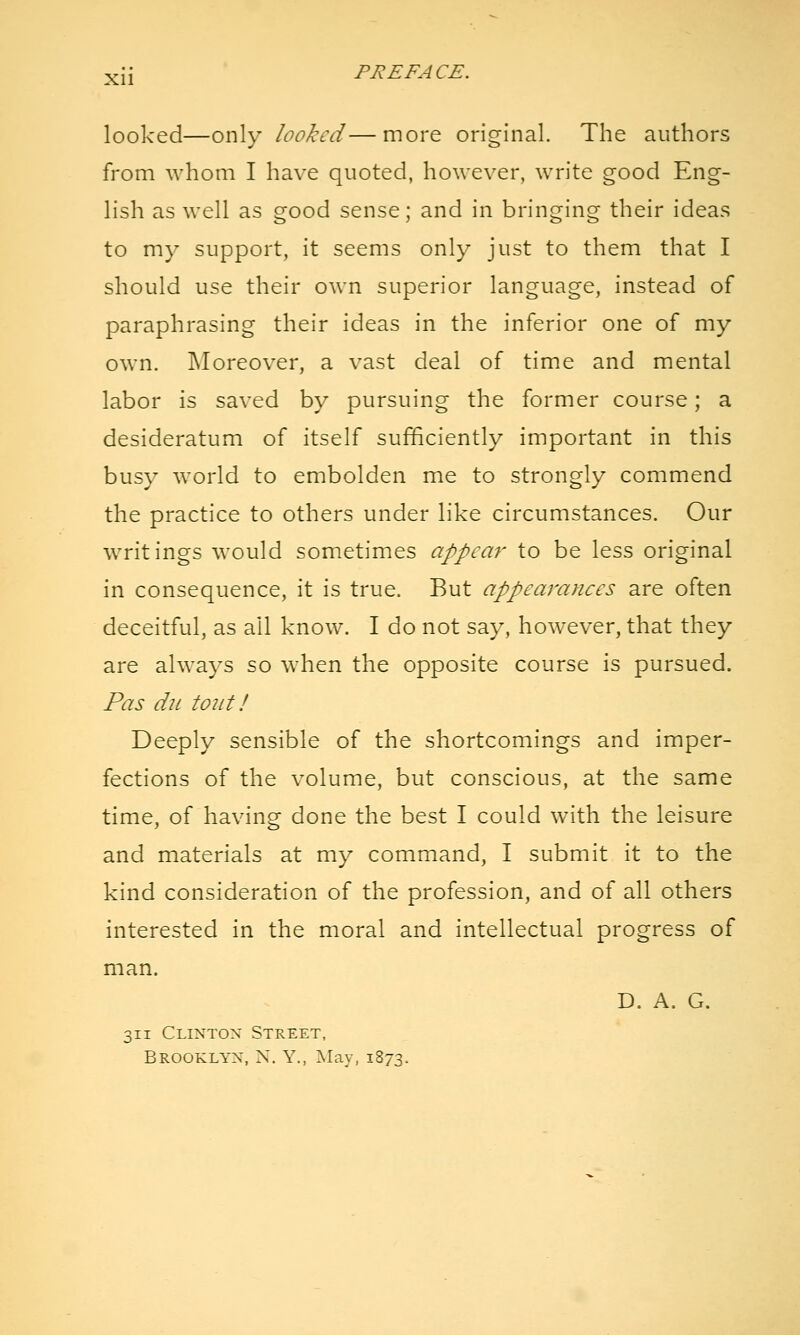 xii PREFACE.
looked—only looked—more original. The authors
from whom I have quoted, however, write good Eng-
lish as well as good sense; and in bringing their ideas
to my support, it seems only just to them that I
should use their own superior language, instead of
paraphrasing their ideas in the inferior one of my
own. Moreover, a vast deal of time and mental
labor is saved by pursuing the former course; a
desideratum of itself sufficiently important in this
busy world to embolden me to strongly commend
the practice to others under like circumstances. Our
writings would sometimes appear to be less original
in consequence, it is true. But appearances are often
deceitful, as all know. I do not say, however, that they
are always so when the opposite course is pursued.
Pas du tout!
Deeply sensible of the shortcomings and imper-
fections of the volume, but conscious, at the same
time, of having done the best I could with the leisure
and materials at my command, I submit it to the
kind consideration of the profession, and of all others
interested in the moral and intellectual progress of
man.
D. A. G.
311 CLINTON STREET,
BROOKLYN, N. Y., May, 1873.